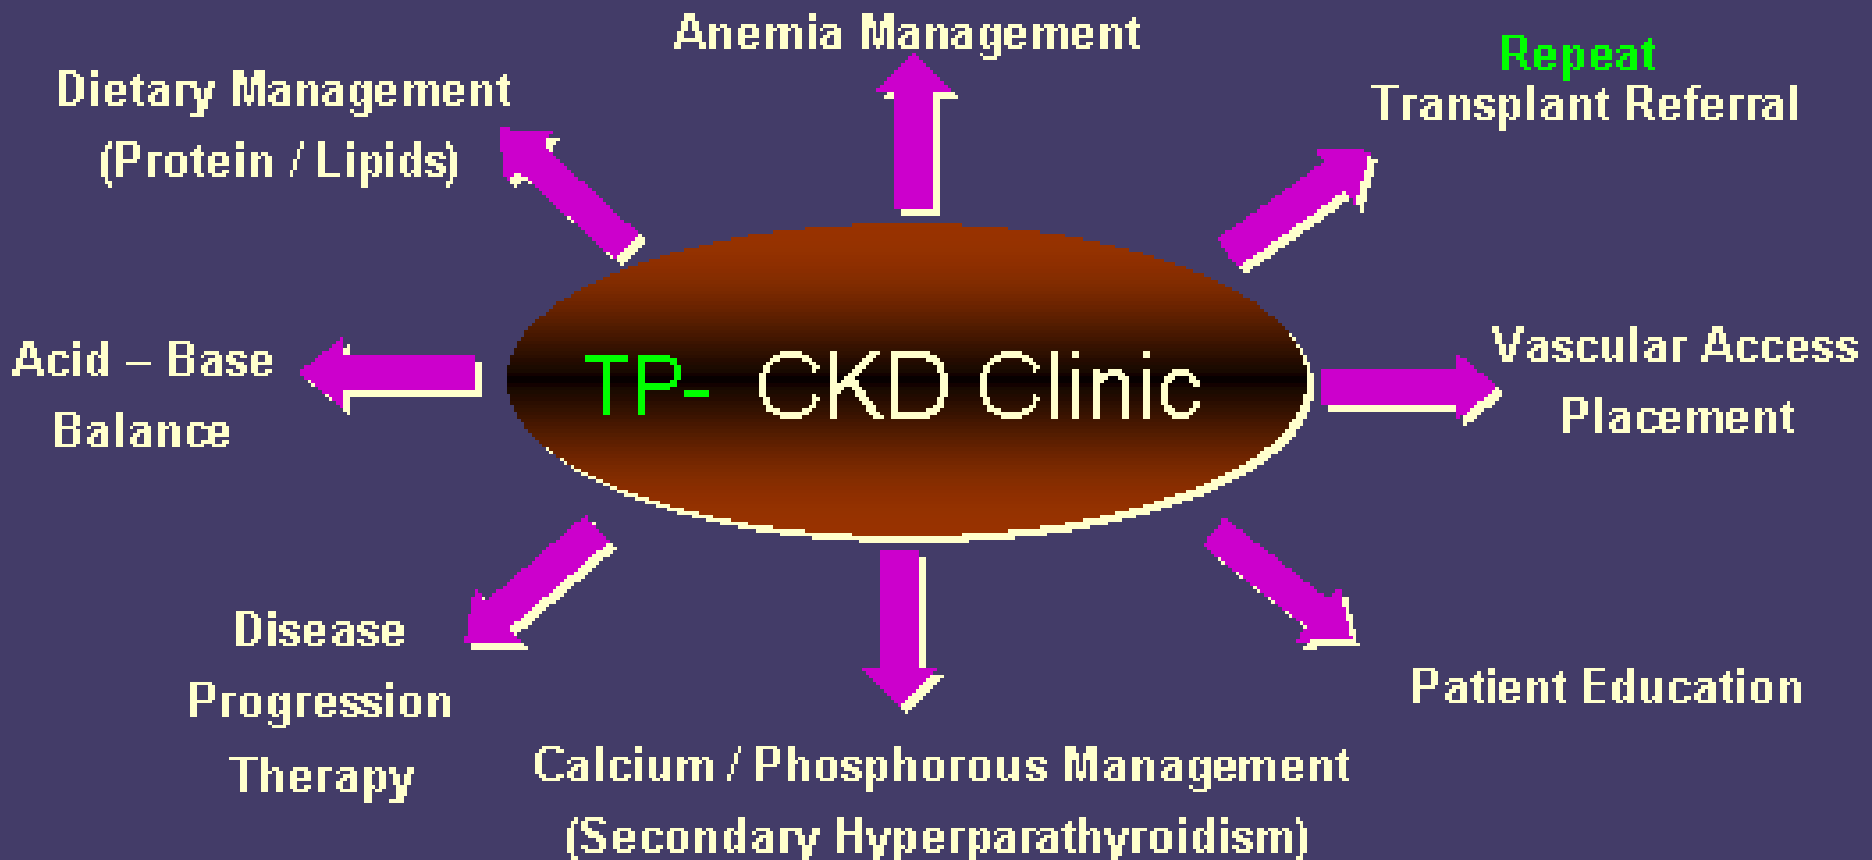 Anemia Management
Repeat
Transplant Referral
Dietary Management
(Protein / Lipids)
Acid – Base
Balance
TP- CKD Clinic
Vascular Access
Placement
Disease
Progression
Therapy
Patient Education
Calcium / Phosphorous Management
(Secondary Hyperparathyroidism)